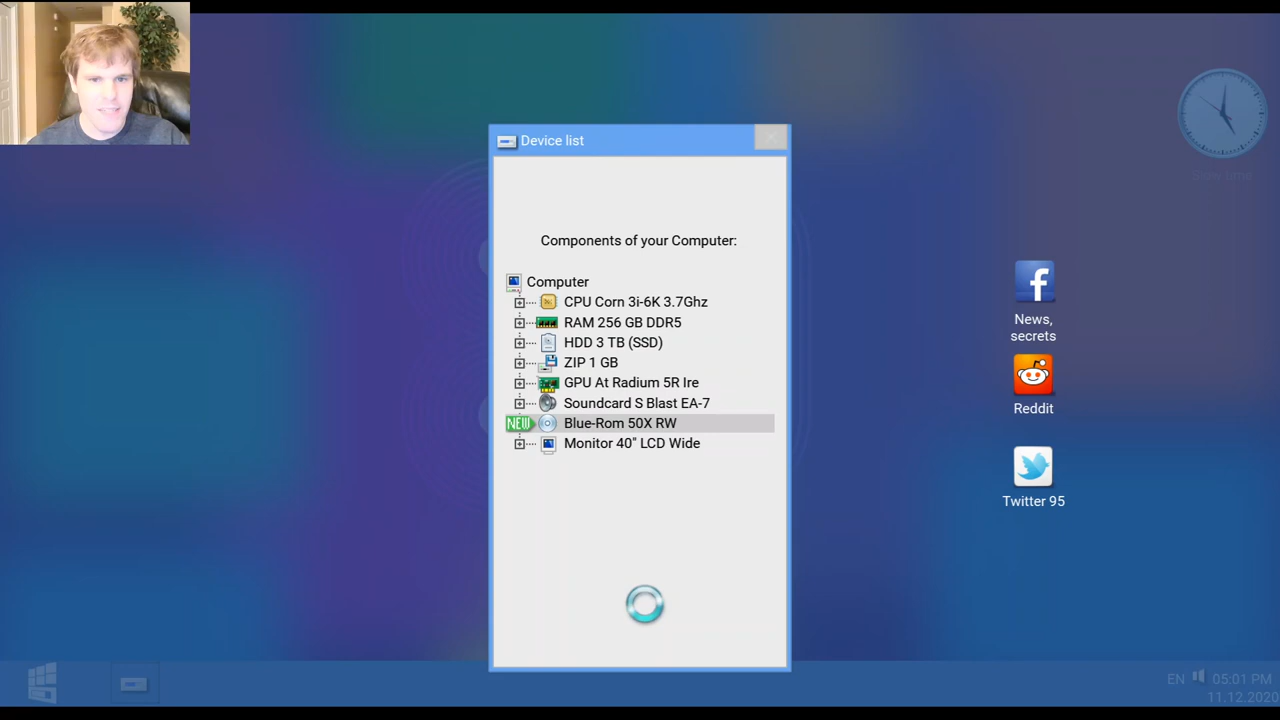 Device list
Components of your Computer:
Computer
CPU Corn 3i-6K 3.7Ghz
RAM 256 GB DDR5
HDD 3 TB (SSD)
ZIP 1 GB
GPU At Radium 5R Ire
Soundcard S Blast EA-7
NEW Blue-Rom 50X RW
Monitor 40" LCD Wide
News,
secrets
Reddit
Twitter 95
EN 05:01 PM
11.12.2020